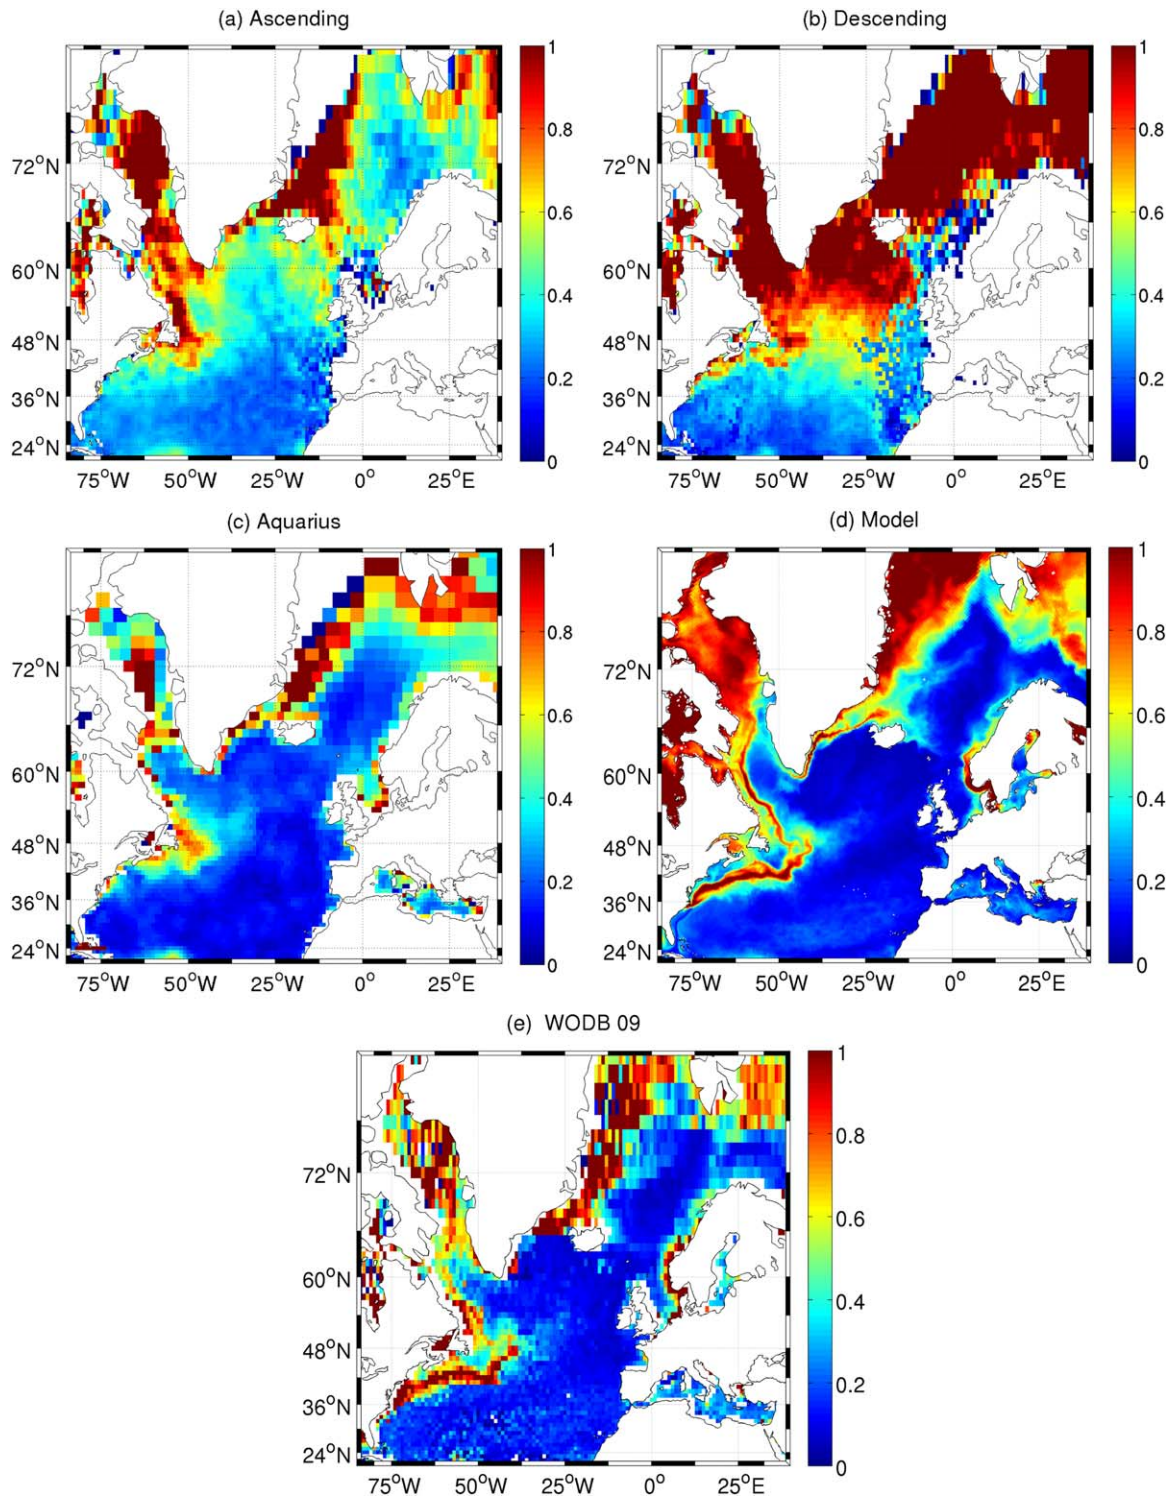 (a) Ascending
(b) Descending
72°N
60°N
48°N
36°N
24°N
75°W 50°W 25°W 0° 25°E
1
0.8
0.6
0.4
0.2
0
72°N
60°N
48°N
36°N
24°N
75°W 50°W 25°W 0° 25°E
1
0.8
0.6
0.4
0.2
0
(c) Aquarius
(d) Model
72°N
60°N
48°N
36°N
24°N
75°W 50°W 25°W 0° 25°E
1
0.8
0.6
0.4
0.2
0
72°N
60°N
48°N
36°N
24°N
75°W 50°W 25°W 0° 25°E
1
0.8
0.6
0.4
0.2
0
(e) WODB 09
72°N
60°N
48°N
36°N
24°N
75°W 50°W 25°W 0° 25°E
1
0.8
0.6
0.4
0.2
0